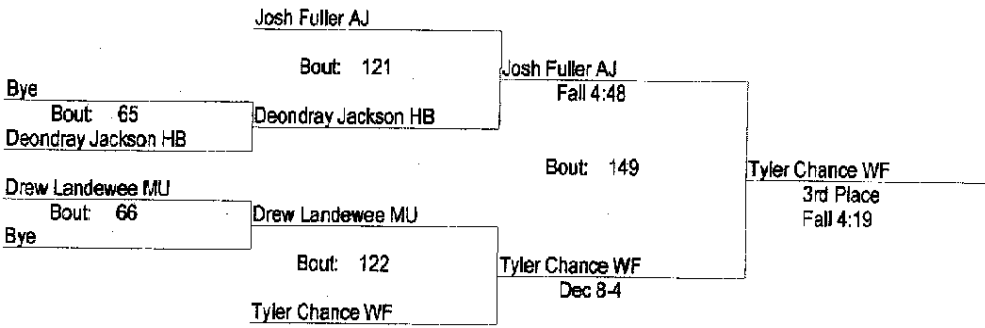 Josh Fuller AJ
Bout: 121
Josh Fuller AJ
Fall 4:48
Bye
Bout: 65
Deondray Jackson HB
Deondray Jackson HB
Bout: 149
Tyler Chance WF
3rd Place
Fall 4:19
Drew Landewee MU
Bout: 66
Drew Landewee MU
Bye
Bout: 122
Tyler Chance WF
Dec 8-4
Tyler Chance WF